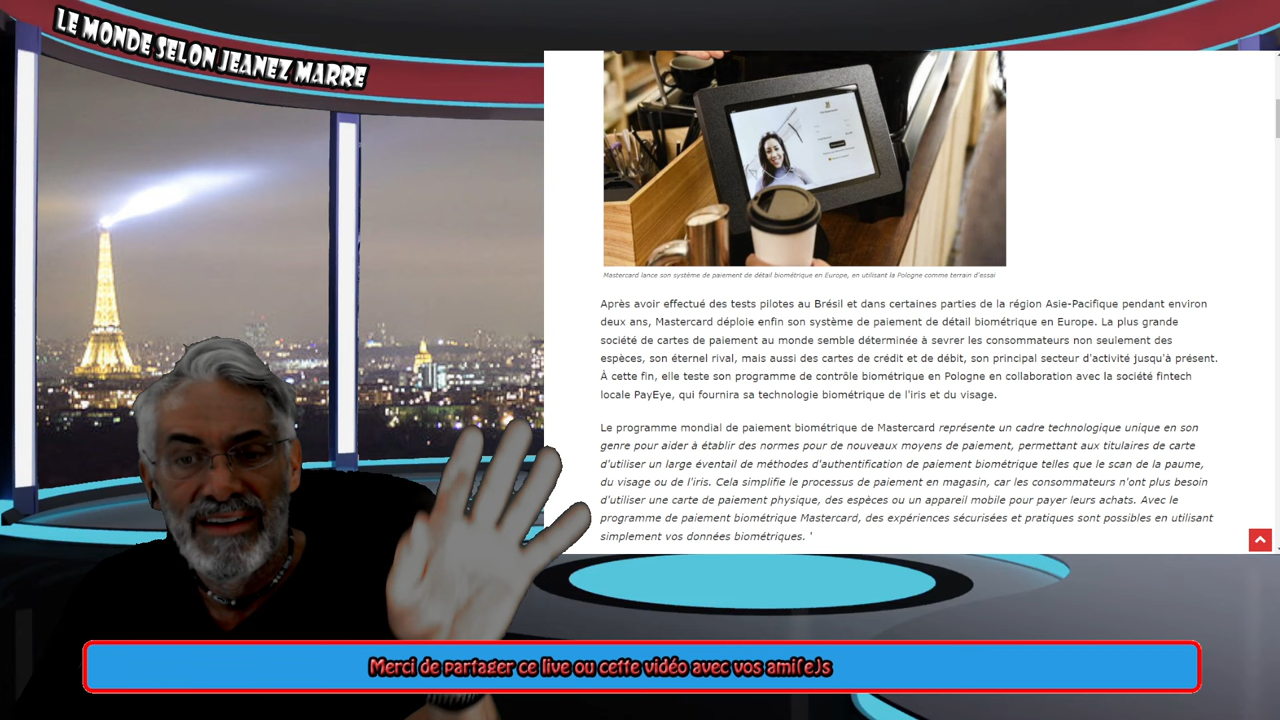 LE MONDE SELON JEANEZ MARRE
Mastercard lance son système de paiement de détail biométrique en Europe, en utilisant la Pologne comme terrain d'essai
Après avoir effectué des tests pilotes au Brésil et dans certaines parties de la région Asie-Pacifique pendant environ
deux ans, Mastercard déploie enfin son système de paiement de détail biométrique en Europe. La plus grande
société de cartes de paiement au monde semble déterminée à sevrer les consommateurs non seulement des
espèces, son éternel rival, mais aussi des cartes de crédit et de débit, son principal secteur d'activité jusqu'à présent.
À cette fin, elle teste son programme de contrôle biométrique en Pologne en collaboration avec la société fintech
locale PayEye, qui fournira sa technologie biométrique de l'iris et du visage.
Le programme mondial de paiement biométrique de Mastercard représente un cadre technologique unique en son
genre pour aider à établir des normes pour de nouveaux moyens de paiement, permettant aux titulaires de carte
d'utiliser un large éventail de méthodes d'authentification de paiement biométrique telles que le scan de la paume,
du visage ou de l'iris. Cela simplifie le processus de paiement en magasin, car les consommateurs n'ont plus besoin
d'utiliser une carte de paiement physique, des espèces ou un appareil mobile pour payer leurs achats. Avec le
programme de paiement biométrique Mastercard, des expériences sécurisées et pratiques sont possibles en utilisant
simplement vos données biométriques. '
Merci de partager ce live ou cette vidéo avec vos ami(e)s